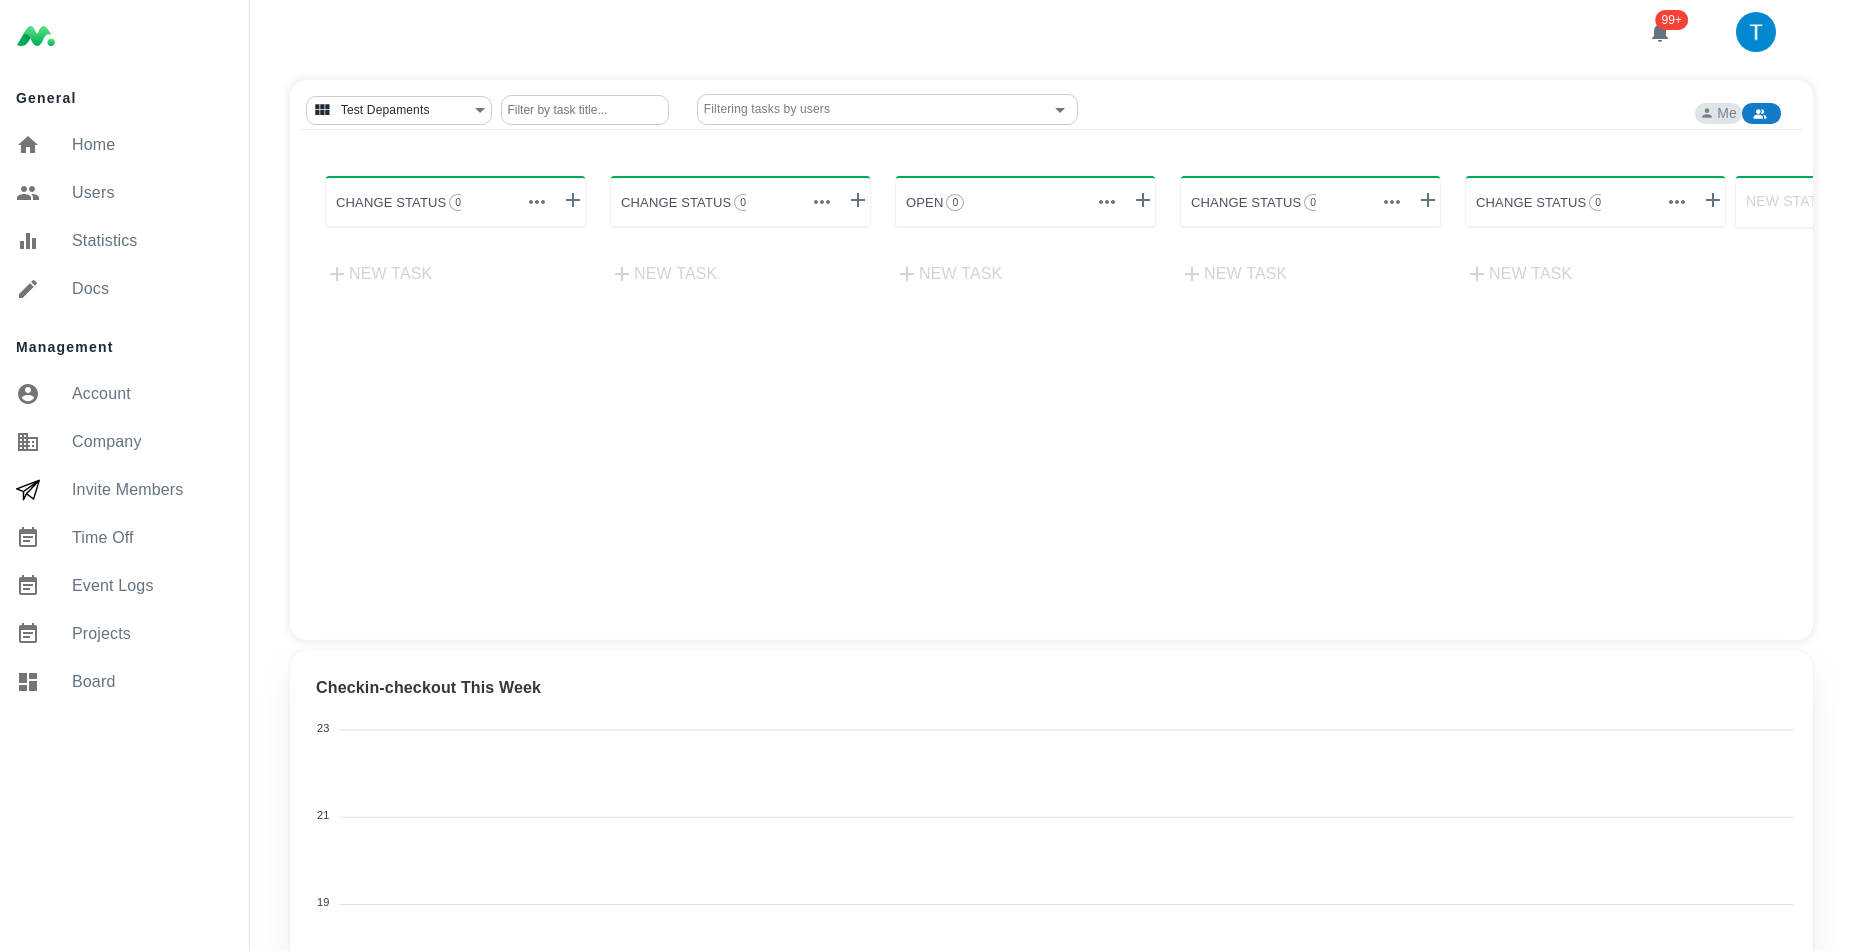 99+
T
General
Home
Users
Statistics
Docs
Management
Account
Company
Invite Members
Time Off
Event Logs
Projects
Board
Test Depaments
Filter by task title...
Filtering tasks by users
Me
CHANGE STATUS 0
CHANGE STATUS 0
OPEN 0
CHANGE STATUS 0
CHANGE STATUS 0
NEW STAT
NEW TASK
NEW TASK
NEW TASK
NEW TASK
NEW TASK
Checkin-checkout This Week
23
21
19